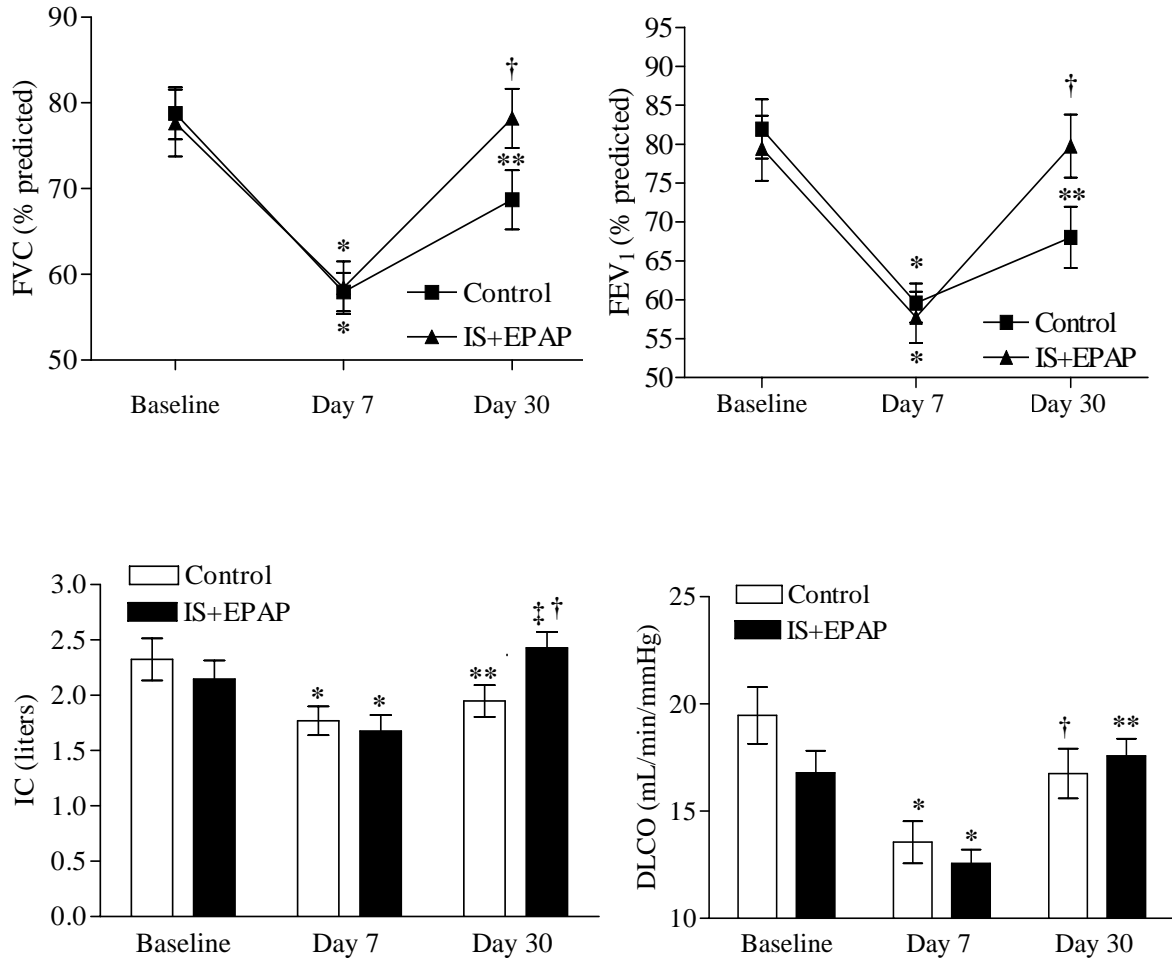 FVC (% predicted)
90
80
70
60
50
†
**
*
*
Control
IS+EPAP
Baseline Day 7 Day 30
FEV1 (% predicted)
95
90
85
80
75
70
65
60
55
50
†
**
*
*
Control
IS+EPAP
Baseline Day 7 Day 30
IC (liters)
Control
IS+EPAP
3.0
2.5
2.0
1.5
1.0
0.5
0.0
‡†
**
* *
Baseline Day 7 Day 30
DLCO (mL/min/mmHg)
Control
IS+EPAP
25
20
15
10
† **
* *
Baseline Day 7 Day 30